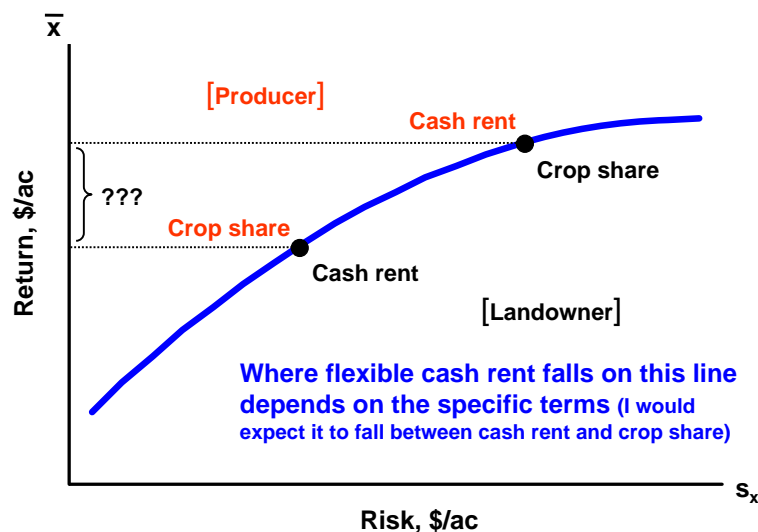 x̅
[Producer]
Cash rent
Crop share
???
Crop share
Cash rent
Return, $/ac
[Landowner]
Where flexible cash rent falls on this line
depends on the specific terms (I would
expect it to fall between cash rent and crop share)
sₓ
Risk, $/ac